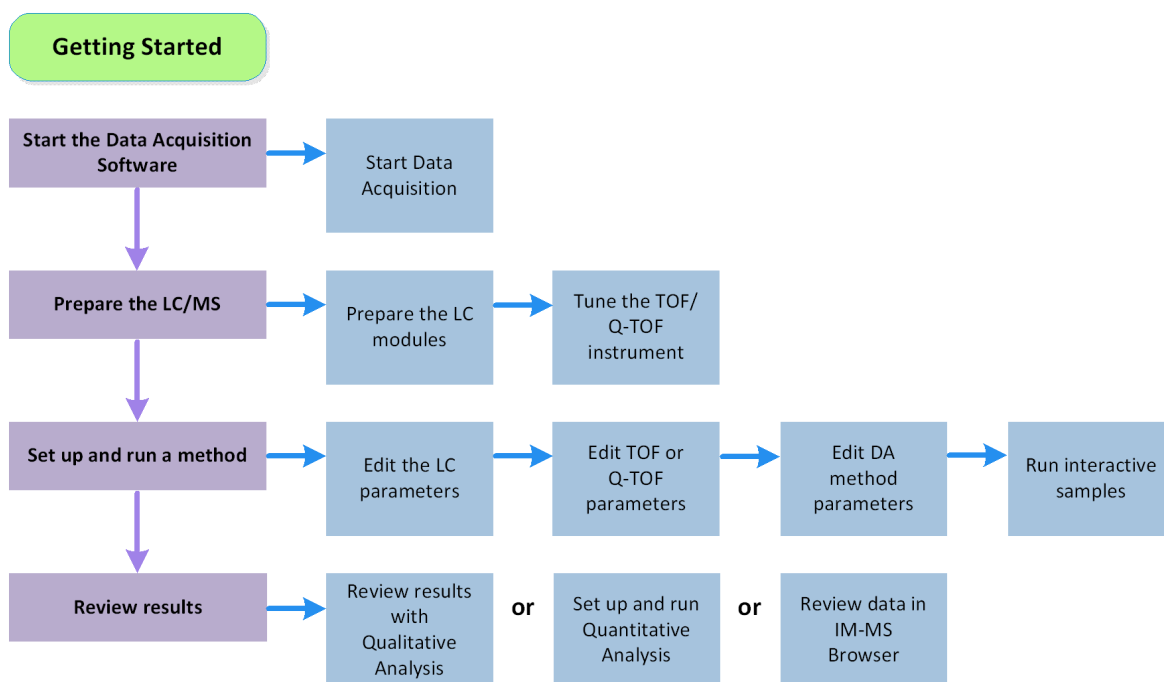 Getting Started
Start the Data Acquisition
Software
Start Data
Acquisition
Prepare the LC/MS
Prepare the LC
modules
Tune the TOF/
Q-TOF
instrument
Set up and run a method
Edit the LC
parameters
Edit TOF or
Q-TOF
parameters
Edit DA
method
parameters
Run interactive
samples
Review results
Review results
with
Qualitative
Analysis
or
Set up and run
Quantitative
Analysis
or
Review data in
IM-MS
Browser